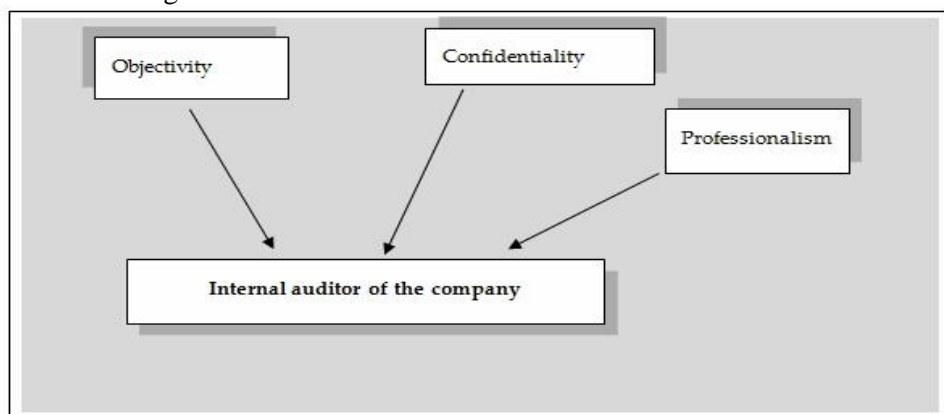 Objectivity
Confidentiality
Professionalism
Internal auditor of the company